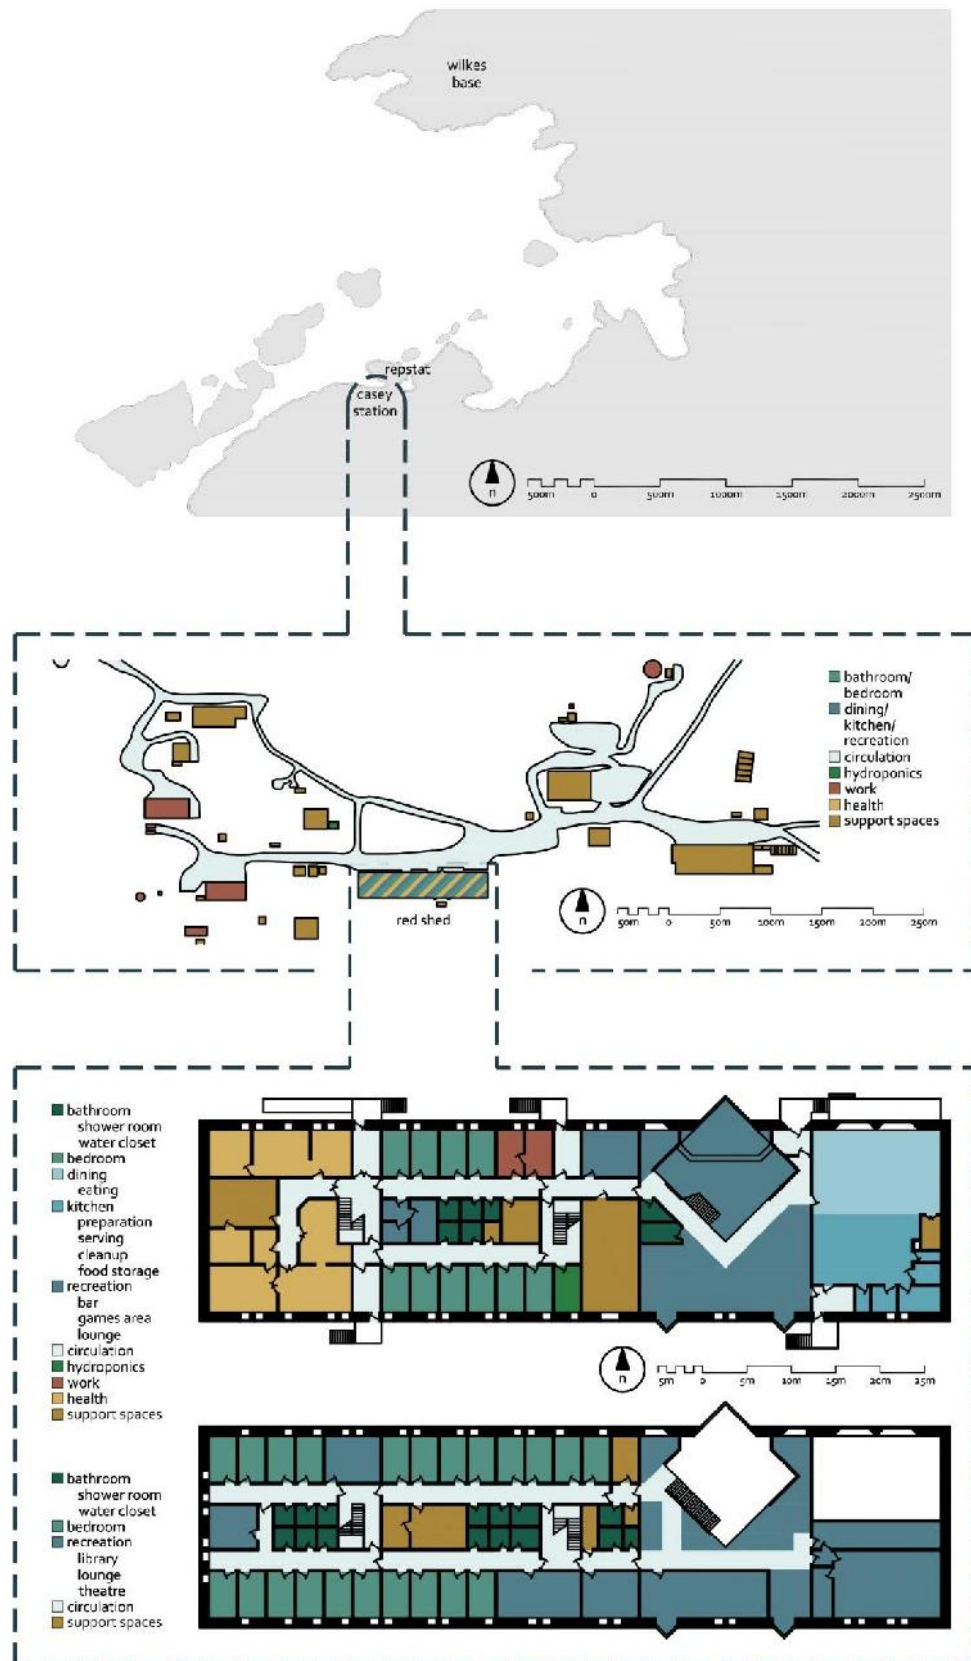 wilkes
base
repstat
casey
station
n
500m 0 500m 1000m 1500m 2000m 2500m
bathroom/
bedroom
dining/
kitchen/
recreation
circulation
hydroponics
work
health
support spaces
red shed
n
50m 0 50m 100m 150m 200m 250m
bathroom
shower room
water closet
bedroom
dining
eating
kitchen
preparation
serving
cleanup
food storage
recreation
bar
games area
lounge
circulation
hydroponics
work
health
support spaces
n
5m 0 5m 10m 15m 20m 25m
bathroom
shower room
water closet
bedroom
recreation
library
lounge
theatre
circulation
support spaces